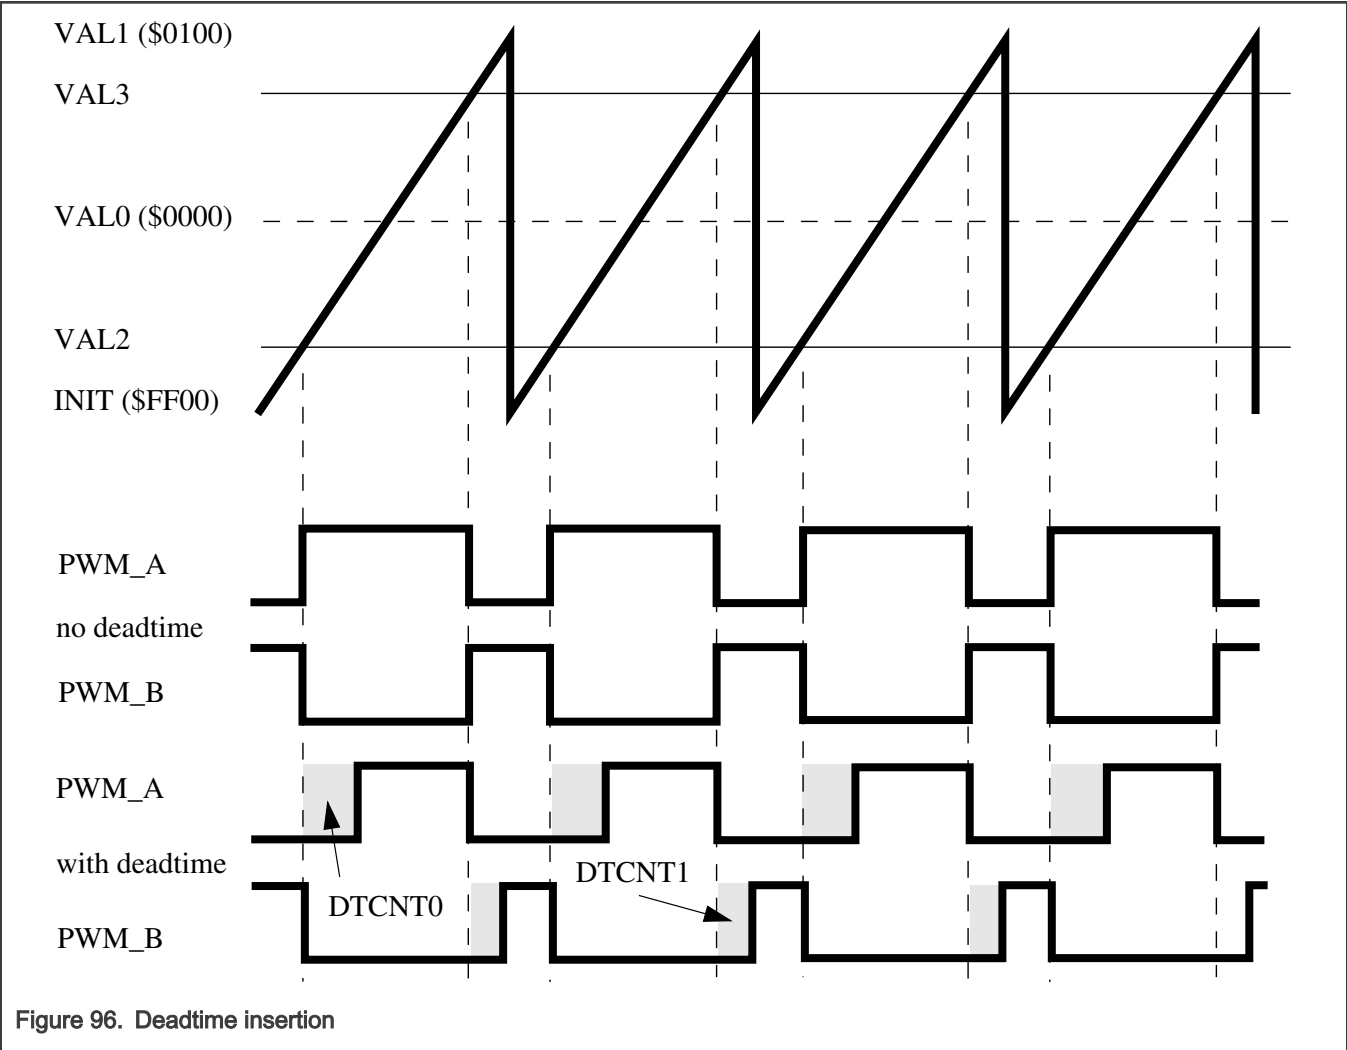 VAL1 ($0100)
VAL3
VAL0 ($0000)
VAL2
INIT ($FF00)
PWM_A
no deadtime
PWM_B
PWM_A
with deadtime
DTCNT1
DTCNT0
PWM_B
Figure 96. Deadtime insertion